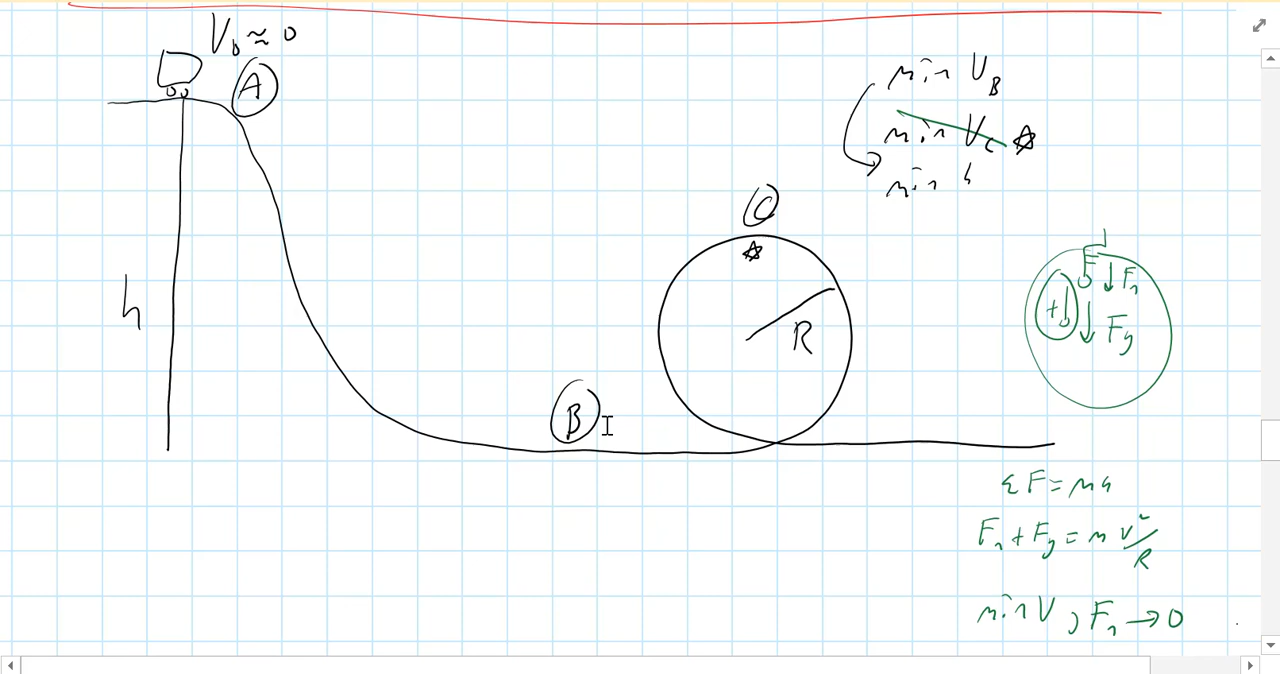 V₀ ≈ 0
A
min V_B
min V_C ☆
min h
C
☆
h
R
B
F_n
+↓
F_g
ΣF = ma
F_n + F_g = m v²/R
min V, F_n → 0